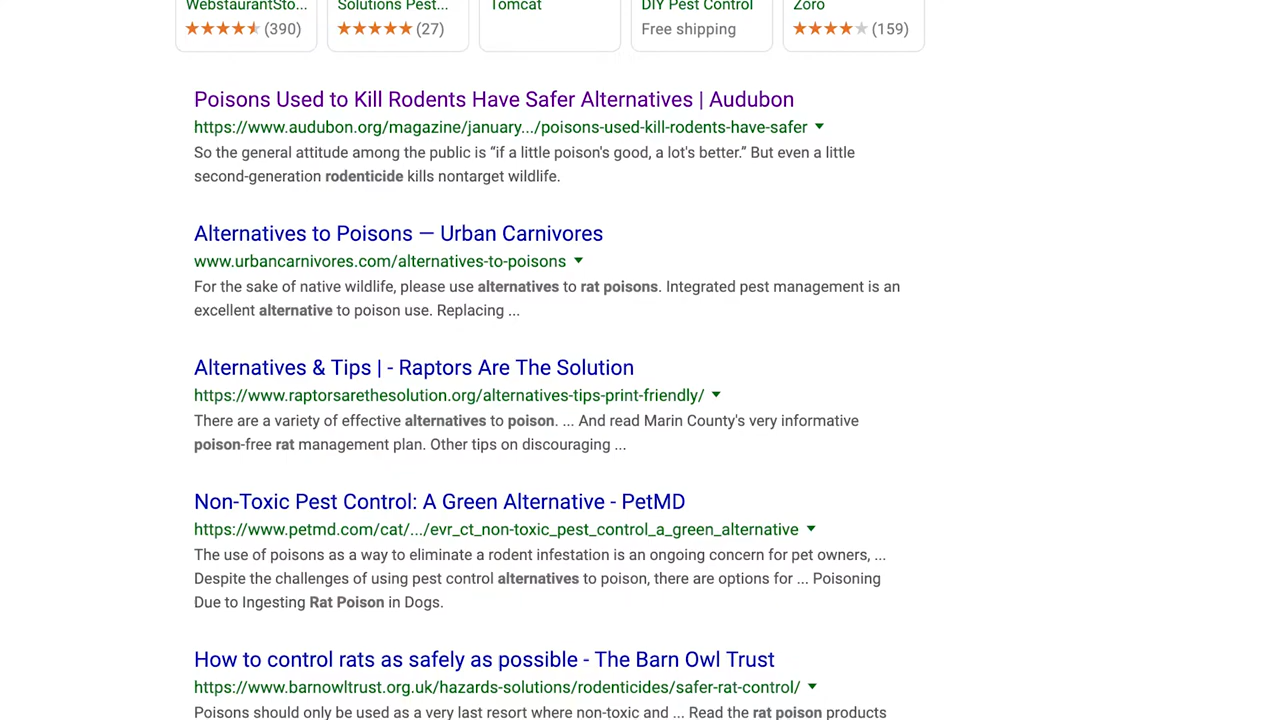 WebstaurantSto... Solutions Pest... Tomcat DIY Pest Control Zoro
(390) (27) Free shipping (159)
Poisons Used to Kill Rodents Have Safer Alternatives | Audubon
https://www.audubon.org/magazine/january.../poisons-used-kill-rodents-have-safer
So the general attitude among the public is “if a little poison's good, a lot's better.” But even a little
second-generation rodenticide kills nontarget wildlife.
Alternatives to Poisons — Urban Carnivores
www.urbancarnivores.com/alternatives-to-poisons
For the sake of native wildlife, please use alternatives to rat poisons. Integrated pest management is an
excellent alternative to poison use. Replacing ...
Alternatives & Tips | - Raptors Are The Solution
https://www.raptorsarethesolution.org/alternatives-tips-print-friendly/
There are a variety of effective alternatives to poison. ... And read Marin County's very informative
poison-free rat management plan. Other tips on discouraging ...
Non-Toxic Pest Control: A Green Alternative - PetMD
https://www.petmd.com/cat/.../evr_ct_non-toxic_pest_control_a_green_alternative
The use of poisons as a way to eliminate a rodent infestation is an ongoing concern for pet owners, ...
Despite the challenges of using pest control alternatives to poison, there are options for ... Poisoning
Due to Ingesting Rat Poison in Dogs.
How to control rats as safely as possible - The Barn Owl Trust
https://www.barnowltrust.org.uk/hazards-solutions/rodenticides/safer-rat-control/
Poisons should only be used as a very last resort where non-toxic and ... Read the rat poison products